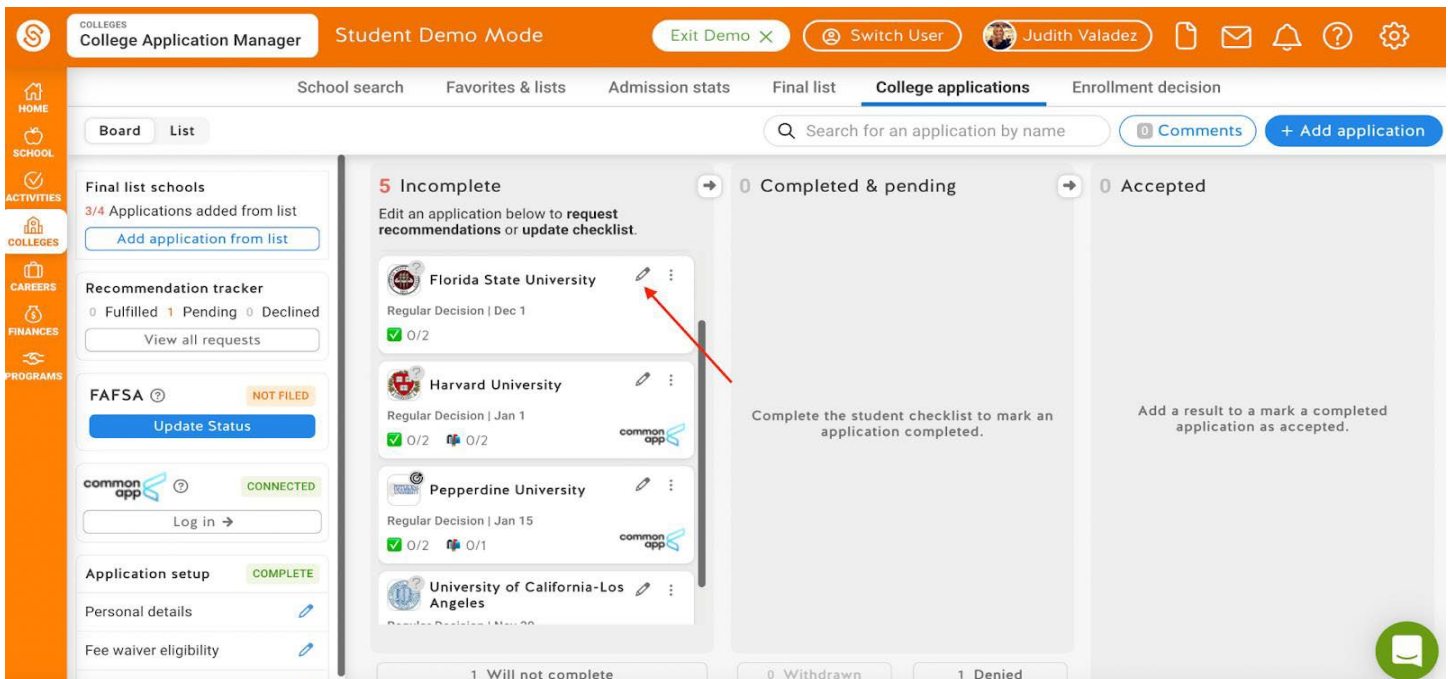 COLLEGES
College Application Manager
Student Demo Mode
Exit Demo
Switch User
Judith Valadez
HOME
SCHOOL
ACTIVITIES
COLLEGES
CAREERS
FINANCES
PROGRAMS
School search
Favorites & lists
Admission stats
Final list
College applications
Enrollment decision
Board
List
Search for an application by name
0 Comments
+ Add application
Final list schools
3/4 Applications added from list
Add application from list
Recommendation tracker
0 Fulfilled 1 Pending 0 Declined
View all requests
FAFSA
NOT FILED
Update Status
common
app
CONNECTED
Log in →
Application setup
COMPLETE
Personal details
Fee waiver eligibility
5 Incomplete
Edit an application below to request
recommendations or update checklist.
Florida State University
Regular Decision | Dec 1
0/2
Harvard University
Regular Decision | Jan 1
0/2 0/2
common
app
Pepperdine University
Regular Decision | Jan 15
0/2 0/1
common
app
University of California-Los
Angeles
Regular Decision | Nov 30
1 Will not complete
0 Completed & pending
Complete the student checklist to mark an
application completed.
0 Withdrawn
1 Denied
0 Accepted
Add a result to a mark a completed
application as accepted.